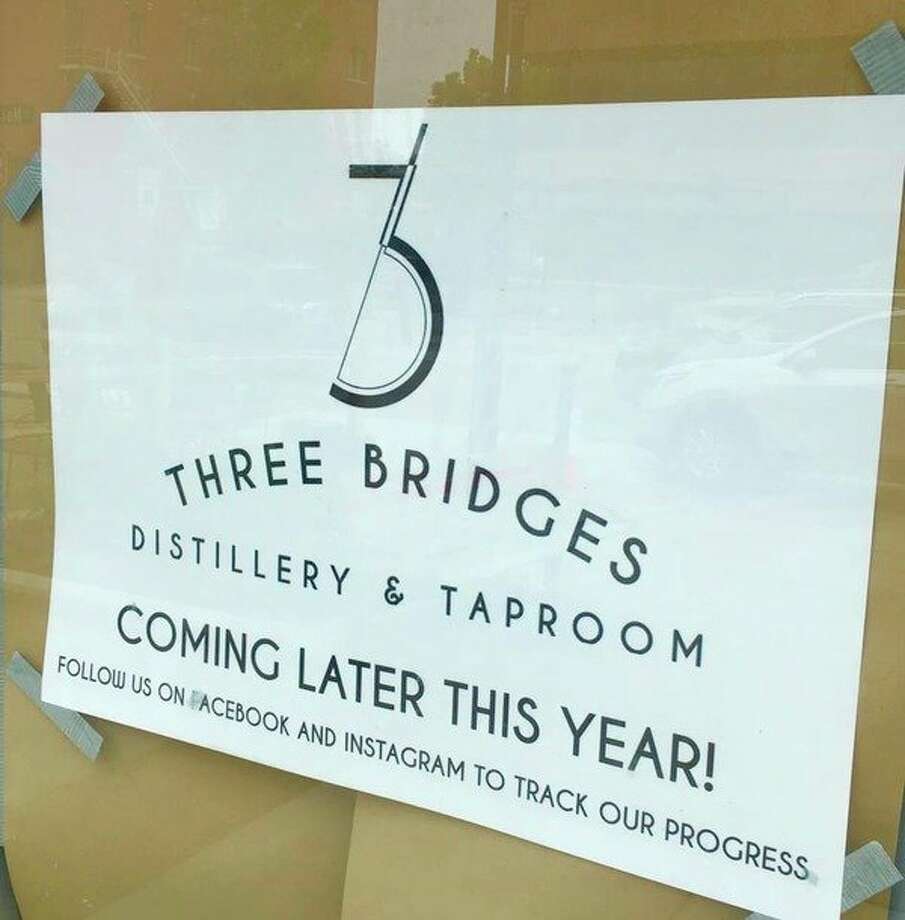 THREE BRIDGES
DISTILLERY & TAPROOM
COMING LATER THIS YEAR!
FOLLOW US ON FACEBOOK AND INSTAGRAM TO TRACK OUR PROGRESS